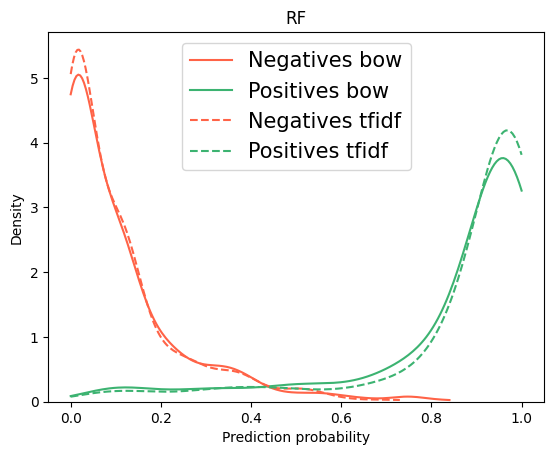 RF
Negatives bow
Positives bow
Negatives tfidf
Positives tfidf
Density
5
4
3
2
1
0
0.0 0.2 0.4 0.6 0.8 1.0
Prediction probability